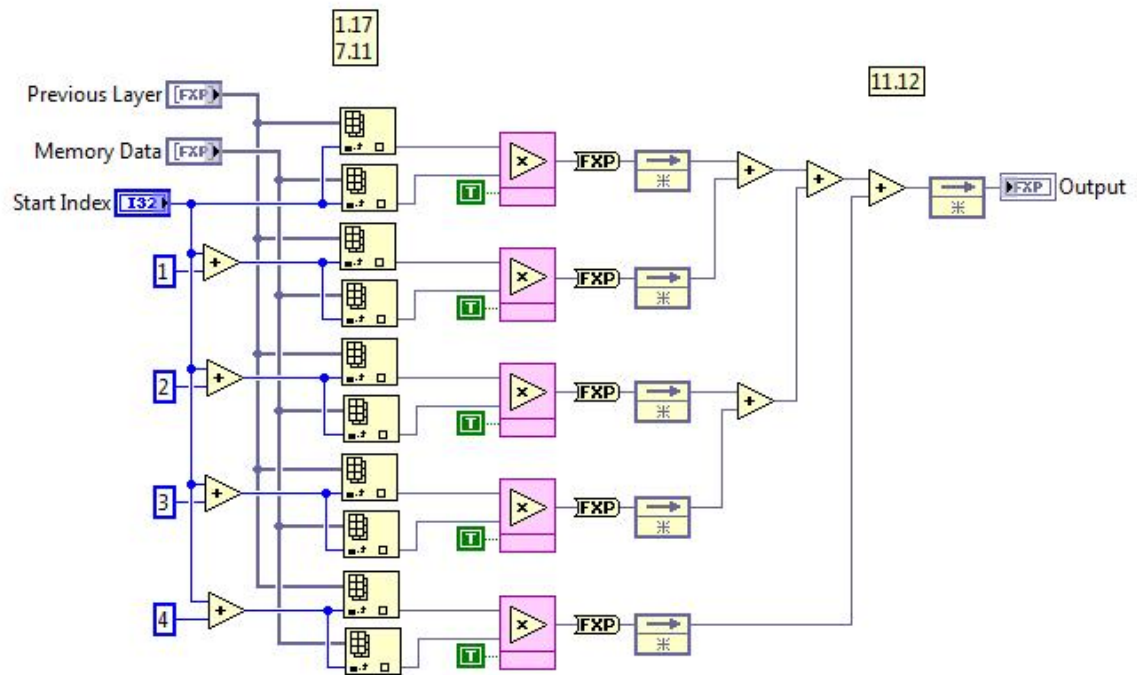 1.17
7.11
11.12
Previous Layer [FXP]
Memory Data [FXP]
Start Index I32
T
FXP
FXP Output
1
T
FXP
2
T
FXP
3
T
FXP
4
T
FXP